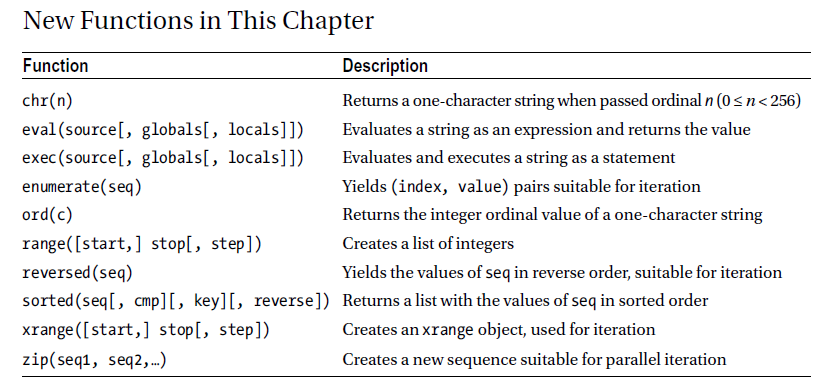 New Functions in This Chapter
Function Description
chr(n) Returns a one-character string when passed ordinal n (0 ≤ n < 256)
eval(source[, globals[, locals]]) Evaluates a string as an expression and returns the value
exec(source[, globals[, locals]]) Evaluates and executes a string as a statement
enumerate(seq) Yields (index, value) pairs suitable for iteration
ord(c) Returns the integer ordinal value of a one-character string
range([start,] stop[, step]) Creates a list of integers
reversed(seq) Yields the values of seq in reverse order, suitable for iteration
sorted(seq[, cmp][, key][, reverse]) Returns a list with the values of seq in sorted order
xrange([start,] stop[, step]) Creates an xrange object, used for iteration
zip(seq1, seq2,…) Creates a new sequence suitable for parallel iteration